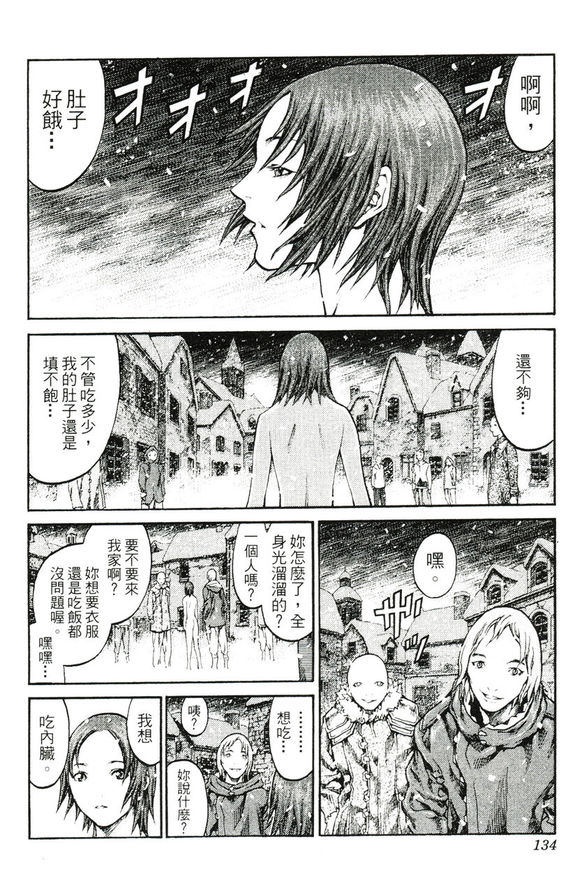 啊啊，
肚子
好餓…
オ
オ
オ
オ
還不夠…
不管吃多少，
我的肚子還是
填不飽…
嘿。
ザッ
妳怎麼了，全
身光溜溜的？
一個人嗎？
要不要來
我家啊？
妳想要衣服
還是吃飯都
沒問題喔。
嘿嘿…
……
想吃…
咦？
妳說什麼？
我想
吃內臟。
134